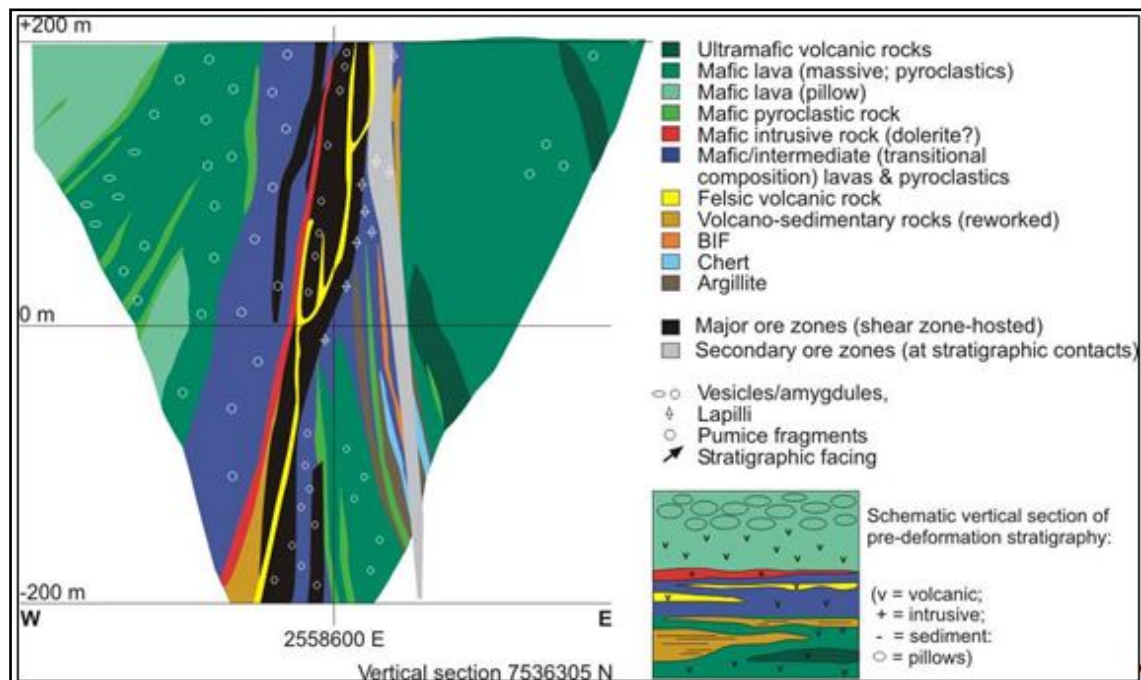 +200 m
0 m
-200 m
W
E
2558600 E
Vertical section 7536305 N
Ultramafic volcanic rocks
Mafic lava (massive; pyroclastics)
Mafic lava (pillow)
Mafic pyroclastic rock
Mafic intrusive rock (dolerite?)
Mafic/intermediate (transitional
composition) lavas & pyroclastics
Felsic volcanic rock
Volcano-sedimentary rocks (reworked)
BIF
Chert
Argillite
Major ore zones (shear zone-hosted)
Secondary ore zones (at stratigraphic contacts)
Vesicles/amygdules,
Lapilli
Pumice fragments
Stratigraphic facing
Schematic vertical section of
pre-deformation stratigraphy:
(v = volcanic;
+ = intrusive;
- = sediment:
= pillows)